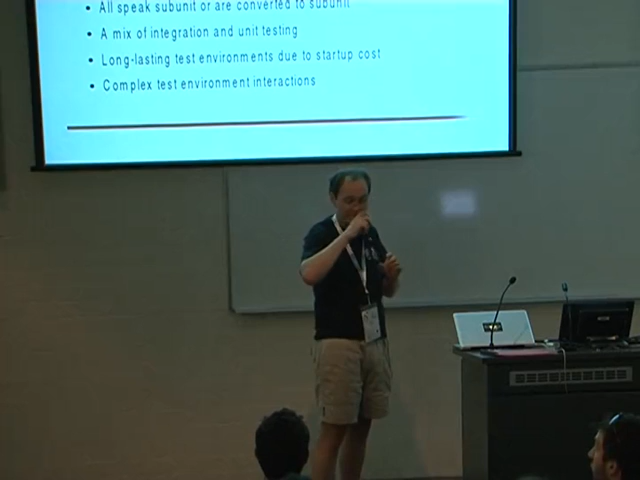 All speak subunit or are converted to subunit
A mix of integration and unit testing
Long-lasting test environments due to startup cost
Complex test environment interactions